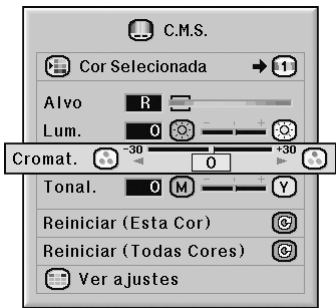 C.M.S.
Cor Selecionada 1
Alvo R
Lum. 0
-30 +30
Cromat. 0
Tonal. 0 M Y
Reiniciar (Esta Cor)
Reiniciar (Todas Cores)
Ver ajustes